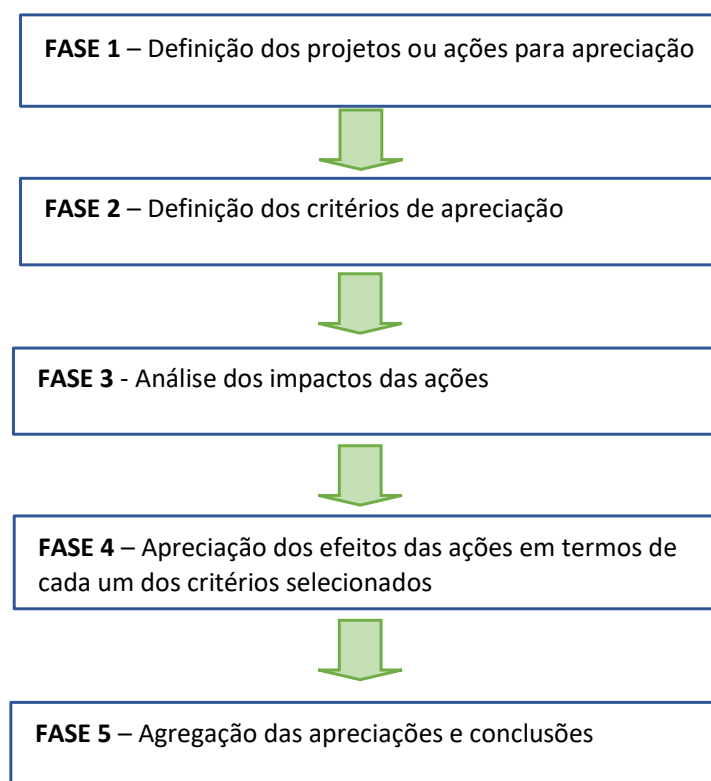 FASE 1 – Definição dos projetos ou ações para apreciação
FASE 2 – Definição dos critérios de apreciação
FASE 3 - Análise dos impactos das ações
FASE 4 – Apreciação dos efeitos das ações em termos de
cada um dos critérios selecionados
FASE 5 – Agregação das apreciações e conclusões